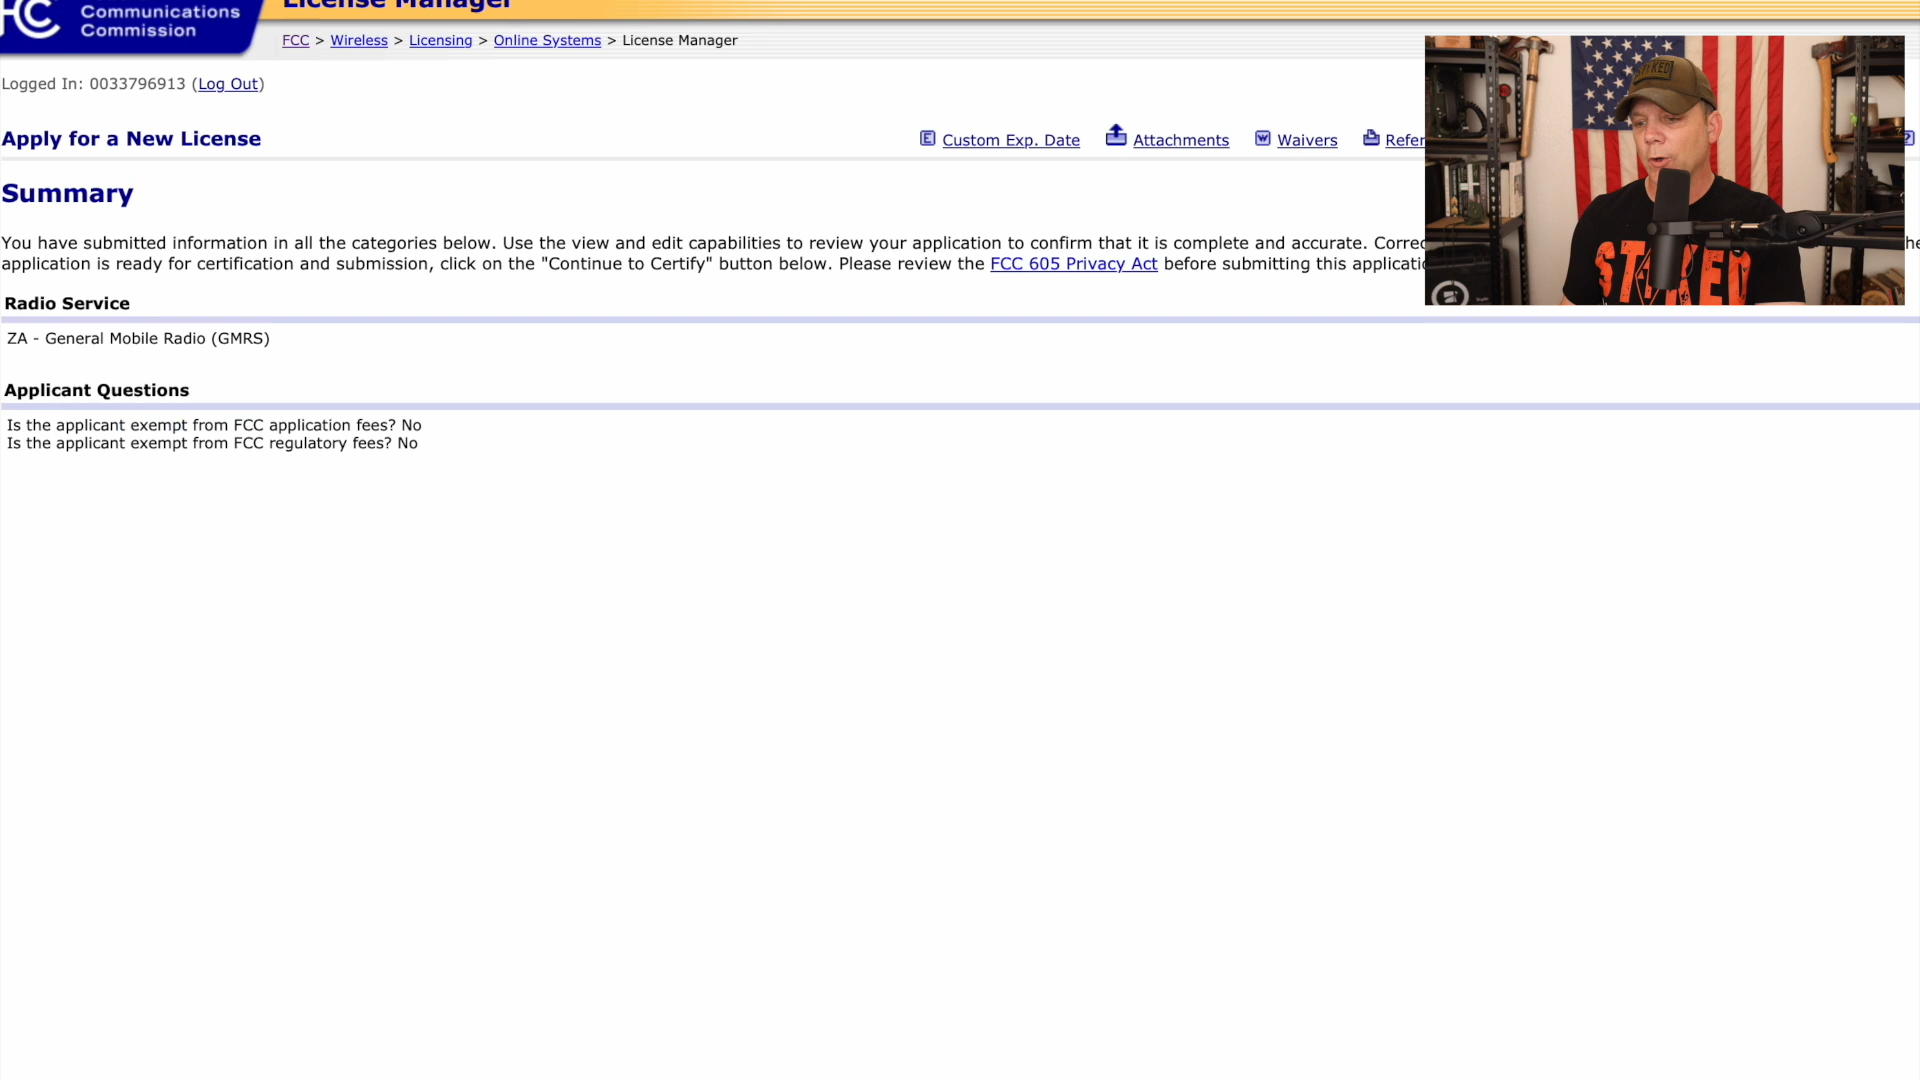 Communications
Commission
License Manager
FCC > Wireless > Licensing > Online Systems > License Manager
Logged In: 0033796913 (Log Out)
Apply for a New License
Custom Exp. Date
Attachments
Waivers
Refer
Summary
You have submitted information in all the categories below. Use the view and edit capabilities to review your application to confirm that it is complete and accurate. Correc
application is ready for certification and submission, click on the "Continue to Certify" button below. Please review the FCC 605 Privacy Act before submitting this applicatio
Radio Service
ZA - General Mobile Radio (GMRS)
Applicant Questions
Is the applicant exempt from FCC application fees? No
Is the applicant exempt from FCC regulatory fees? No